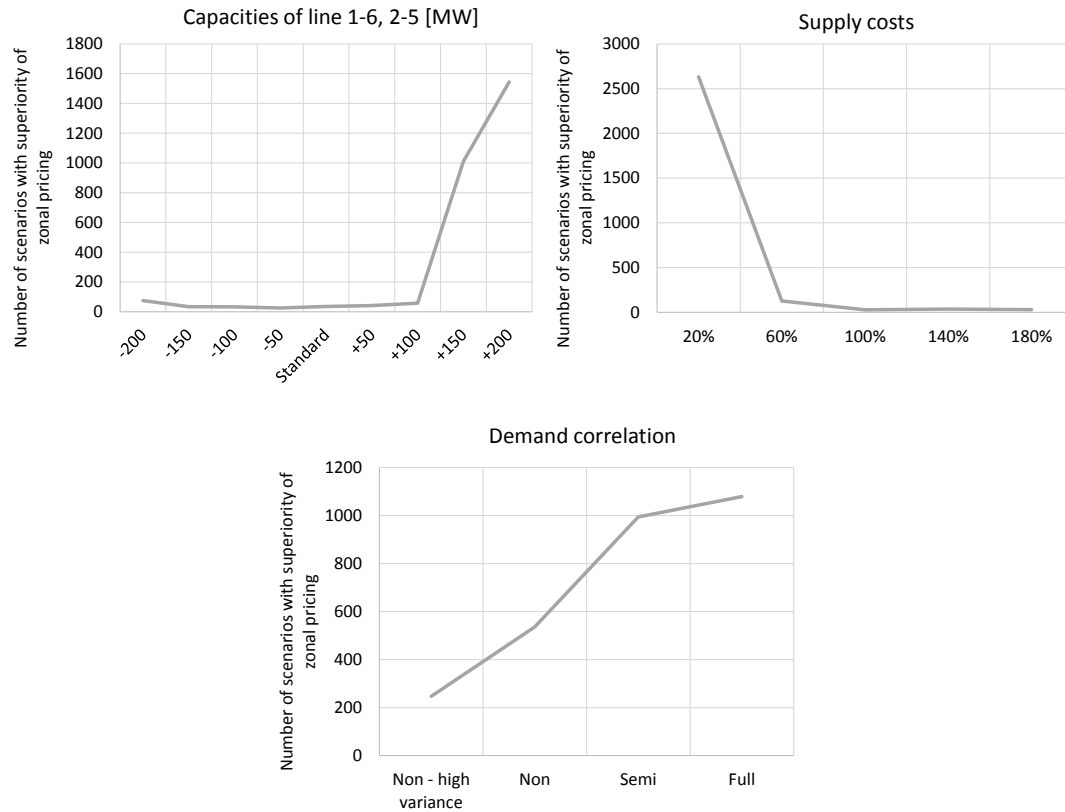 Capacities of line 1-6, 2-5 [MW]
Number of scenarios with superiority of
zonal pricing
1800
1600
1400
1200
1000
800
600
400
200
0
-200
-150
-100
-50
Standard
+50
+100
+150
+200
Supply costs
Number of scenarios with superiority of
zonal pricing
3000
2500
2000
1500
1000
500
0
20%
60%
100%
140%
180%
Demand correlation
Number of scenarios with superiority of
zonal pricing
1200
1000
800
600
400
200
0
Non - high
variance
Non
Semi
Full